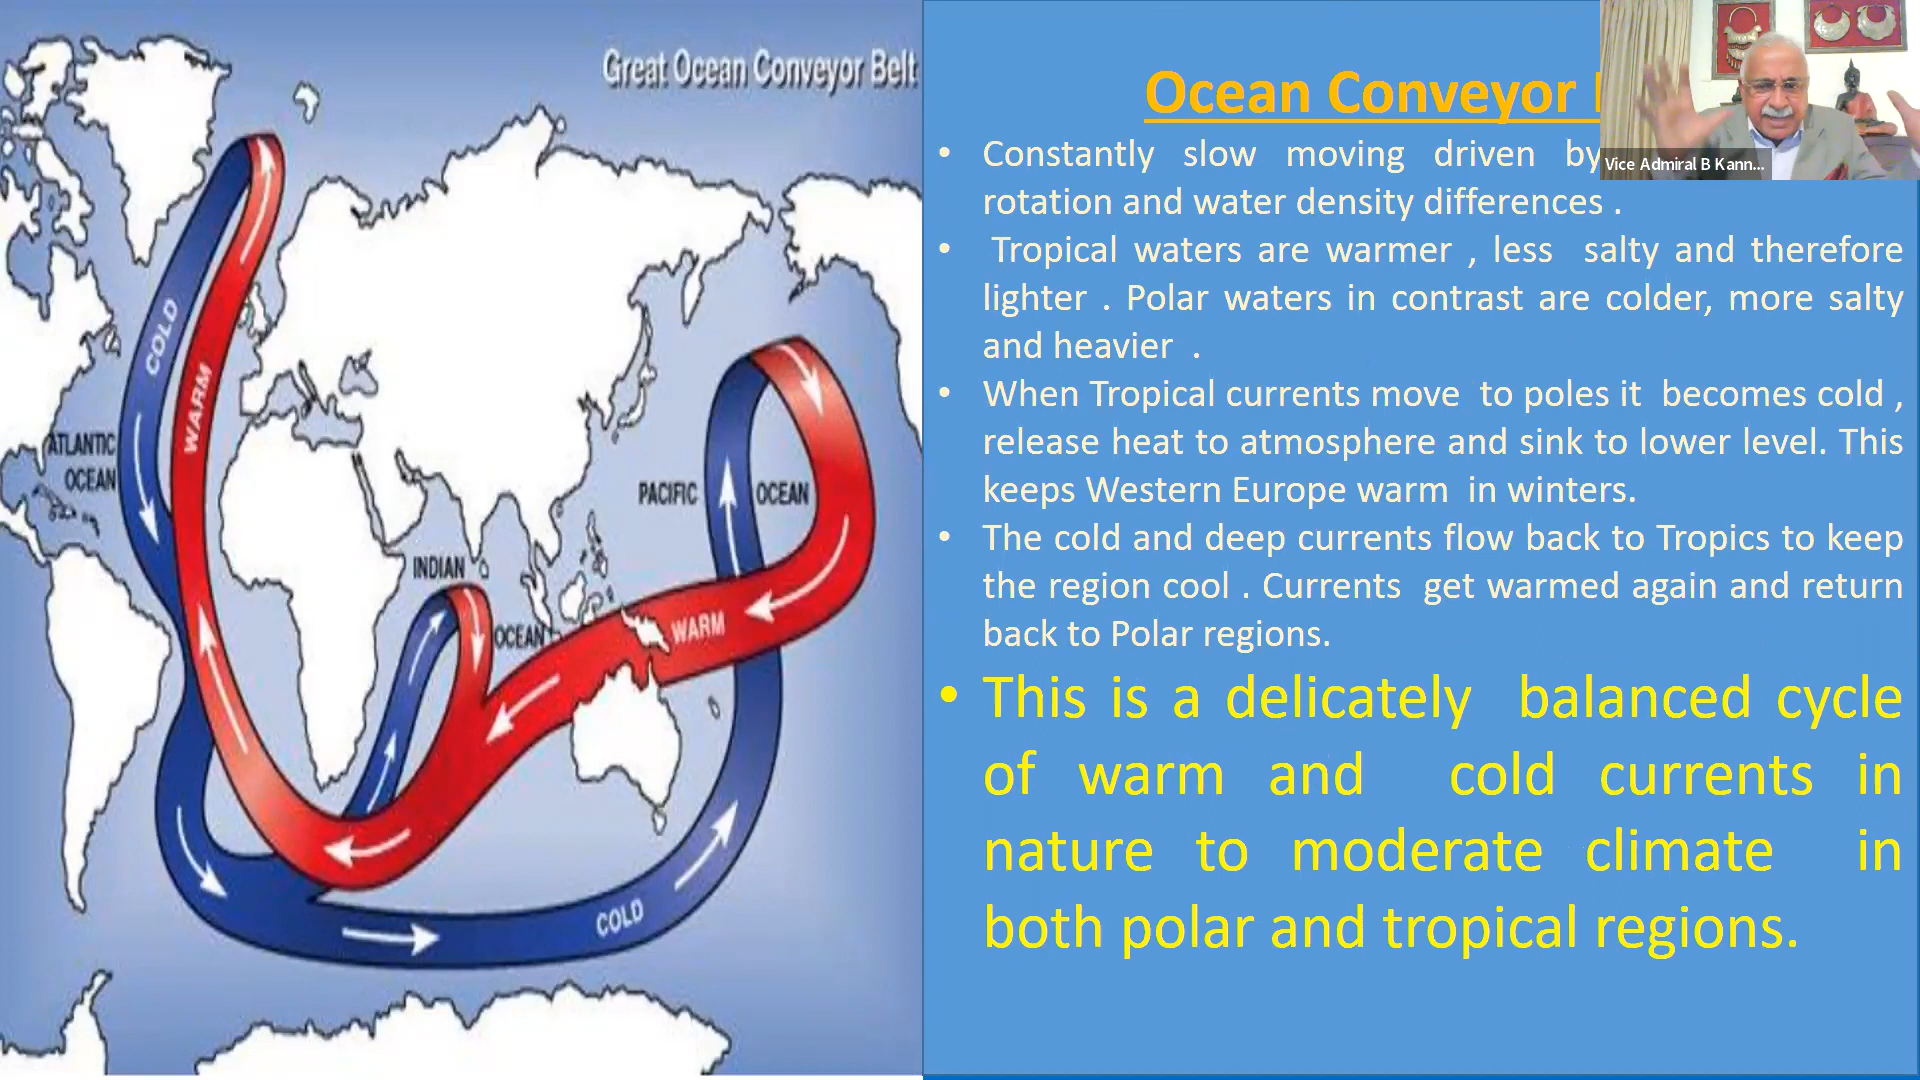 Great Ocean Conveyor Belt
COLD
WARM
ATLANTIC
OCEAN
PACIFIC OCEAN
INDIAN
OCEAN
WARM
COLD
Ocean Conveyor
Vice Admiral B Kann...
• Constantly slow moving driven by
rotation and water density differences .
• Tropical waters are warmer , less salty and therefore
lighter . Polar waters in contrast are colder, more salty
and heavier .
• When Tropical currents move to poles it becomes cold ,
release heat to atmosphere and sink to lower level. This
keeps Western Europe warm in winters.
• The cold and deep currents flow back to Tropics to keep
the region cool . Currents get warmed again and return
back to Polar regions.
• This is a delicately balanced cycle
of warm and cold currents in
nature to moderate climate in
both polar and tropical regions.